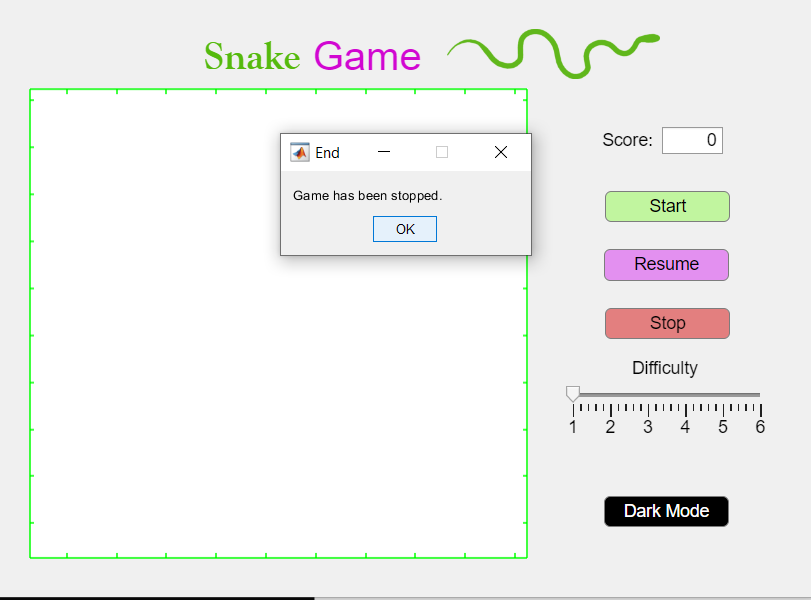 Snake Game
End
Game has been stopped.
OK
Score: 0
Start
Resume
Stop
Difficulty
1 2 3 4 5 6
Dark Mode